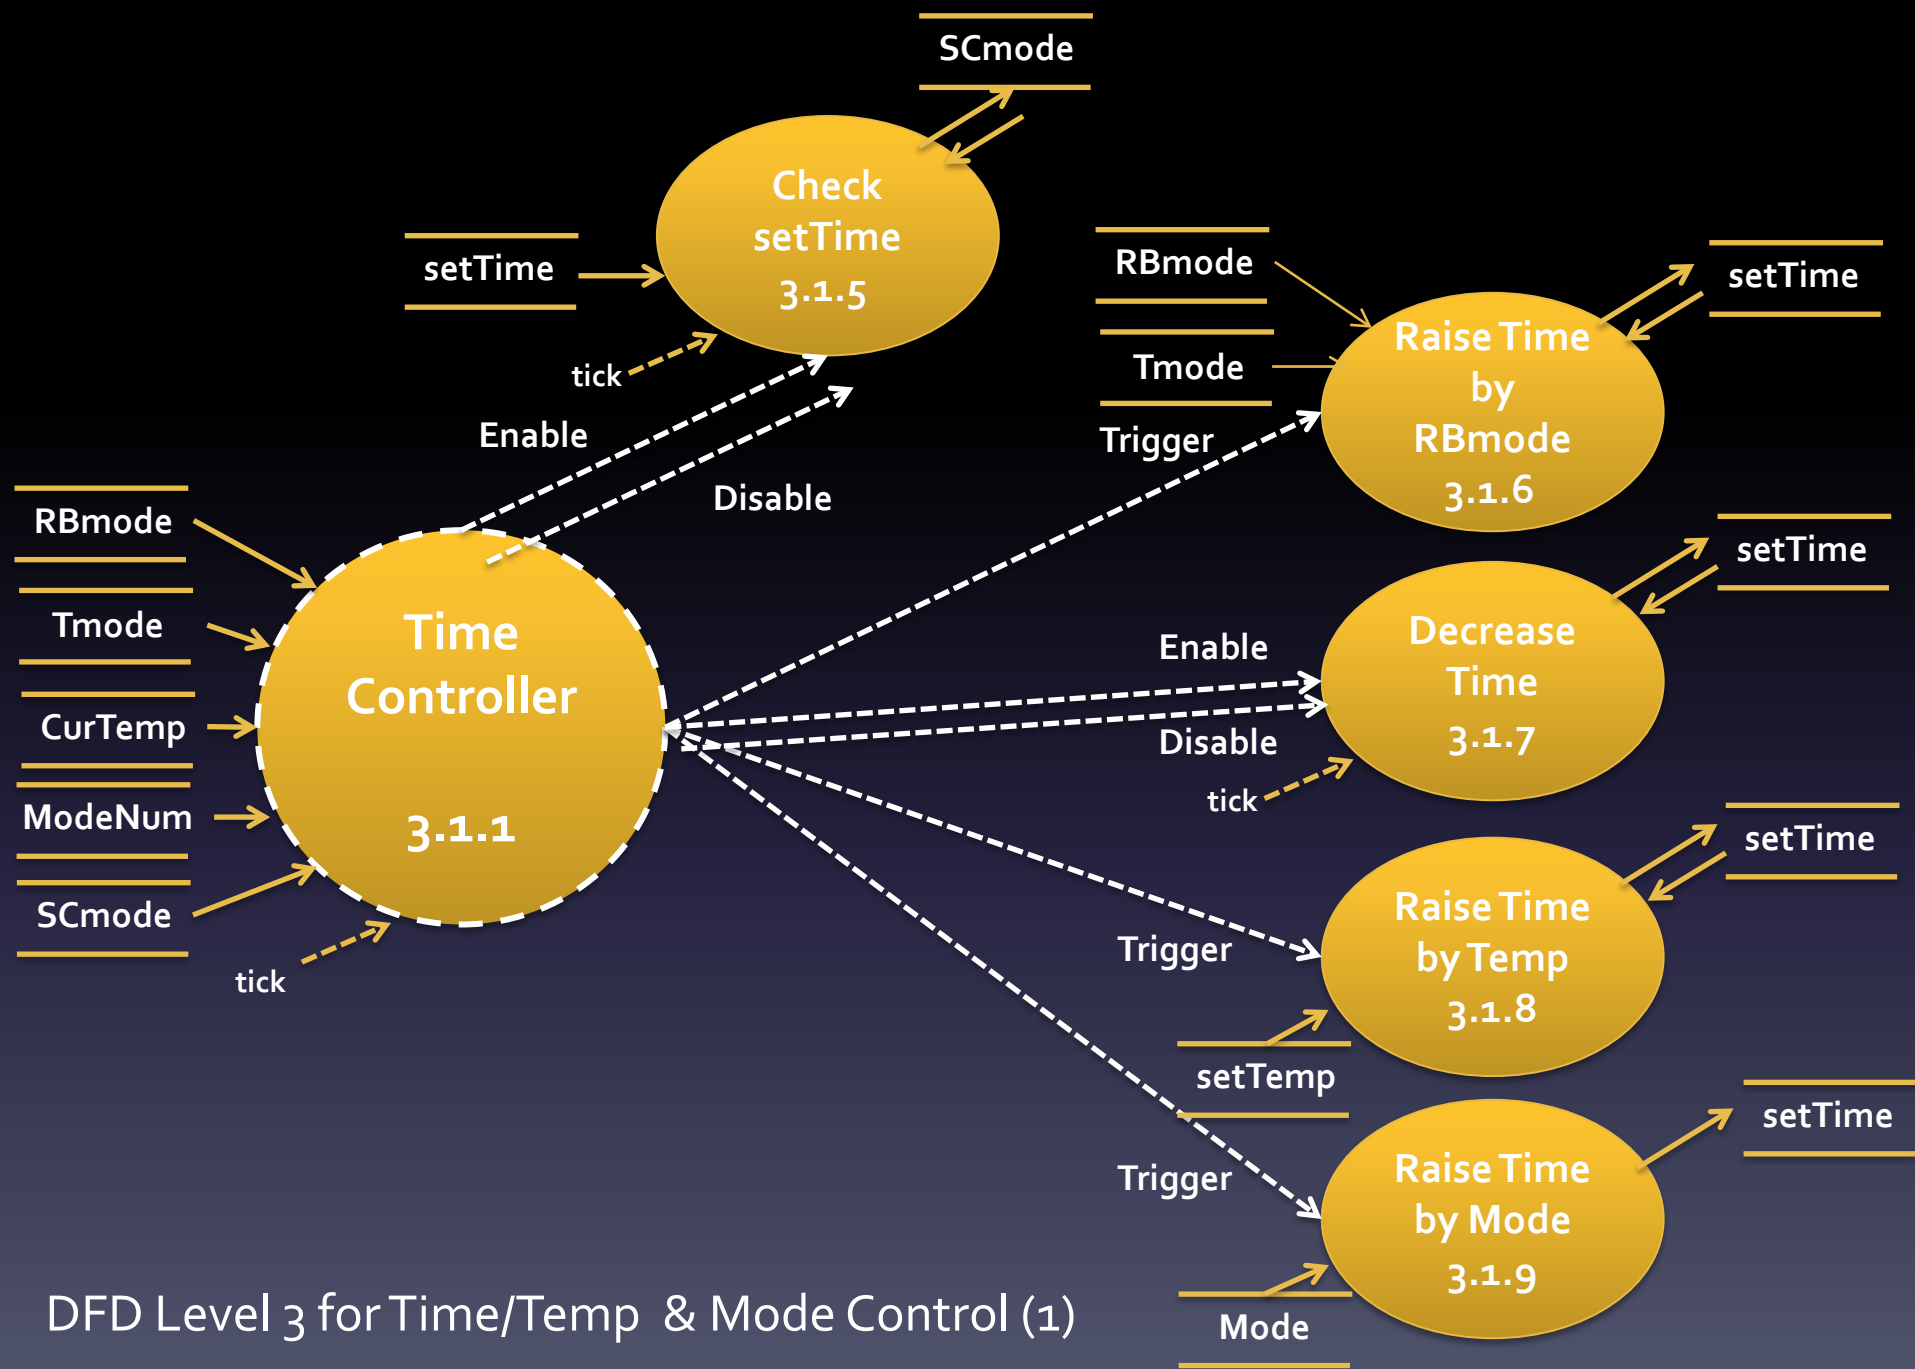 SCmode
Check
setTime
3.1.5
setTime
tick
Enable
Disable
RBmode
Tmode
Trigger
setTime
Raise Time
by
RBmode
3.1.6
RBmode
Tmode
CurTemp
ModeNum
SCmode
tick
Time
Controller
3.1.1
Enable
Disable
tick
setTime
Decrease
Time
3.1.7
setTime
Trigger
Raise Time
by Temp
3.1.8
setTemp
setTime
Trigger
Raise Time
by Mode
3.1.9
Mode
DFD Level 3 for Time/Temp & Mode Control (1)